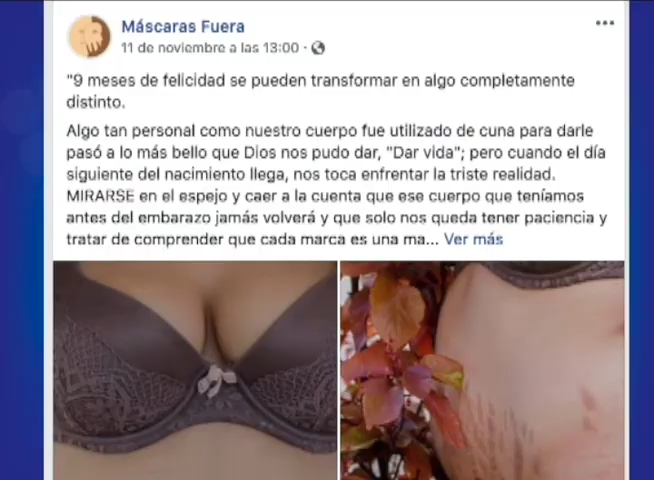 Máscaras Fuera
11 de noviembre a las 13:00 ·
"9 meses de felicidad se pueden transformar en algo completamente
distinto.
Algo tan personal como nuestro cuerpo fue utilizado de cuna para darle
pasó a lo más bello que Dios nos pudo dar, "Dar vida"; pero cuando el día
siguiente del nacimiento llega, nos toca enfrentar la triste realidad.
MIRARSE en el espejo y caer a la cuenta que ese cuerpo que teníamos
antes del embarazo jamás volverá y que solo nos queda tener paciencia y
tratar de comprender que cada marca es una ma... Ver más